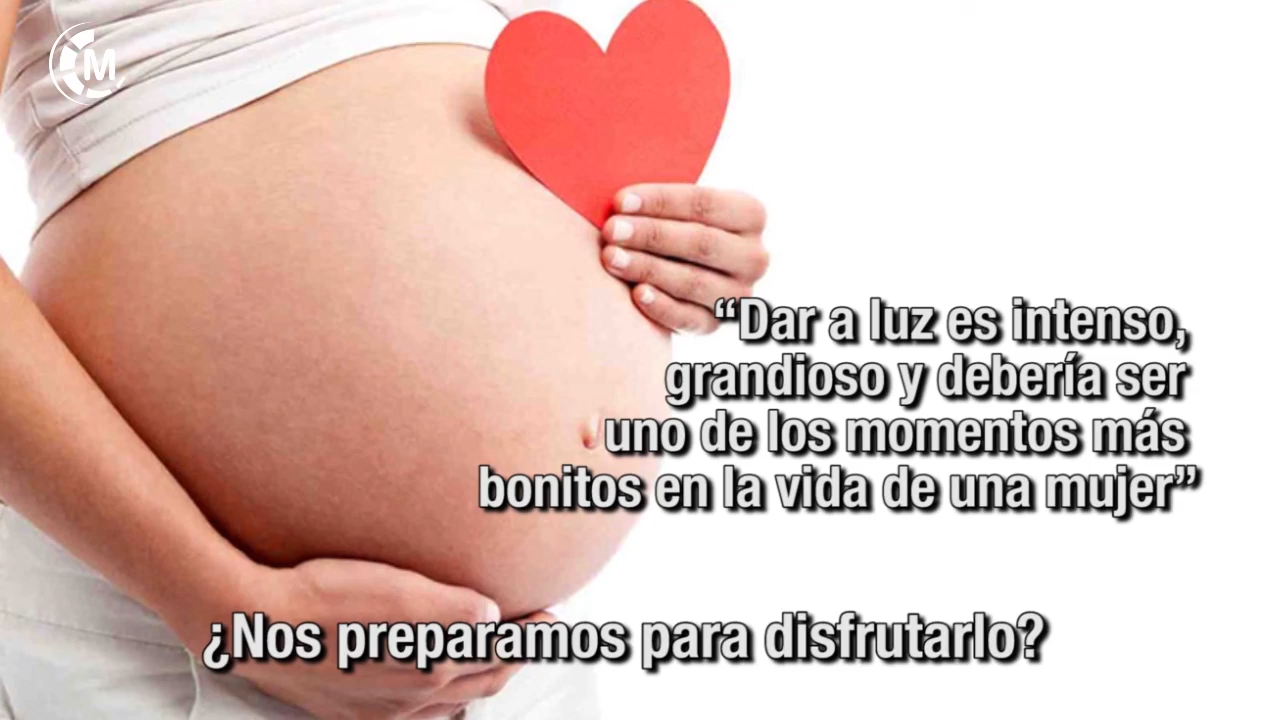 M
“Dar a luz es intenso,
grandioso y debería ser
uno de los momentos más
bonitos en la vida de una mujer”
¿Nos preparamos para disfrutarlo?